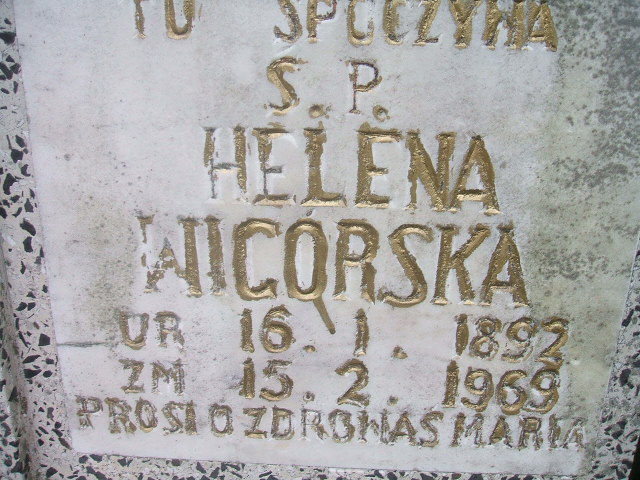 TU SPOCZYWA
Ś.P.
HELENA
WIGÓRSKA
UR 16. 1. 1892
ZM 15. 2. 1969
PROSI O ZDROWAŚ MARIA